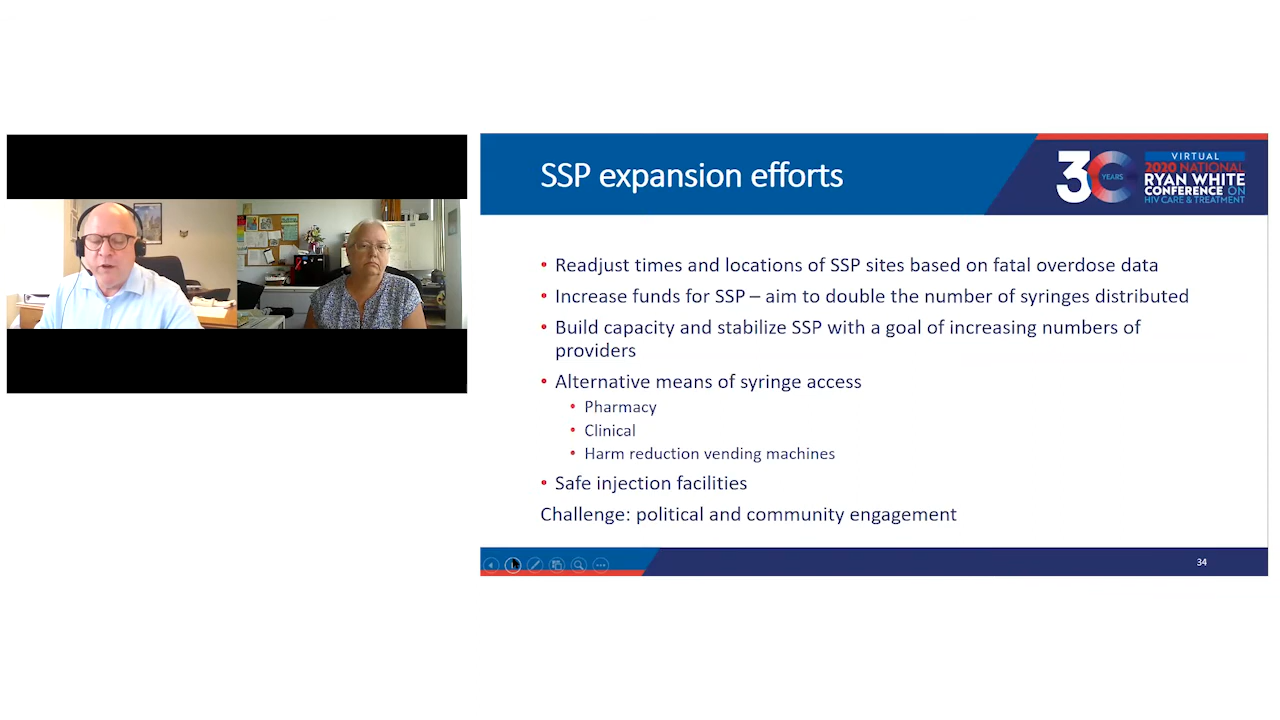 SSP expansion efforts
30 YEARS
VIRTUAL
2020 NATIONAL
RYAN WHITE
CONFERENCE ON
HIV CARE & TREATMENT
• Readjust times and locations of SSP sites based on fatal overdose data
• Increase funds for SSP – aim to double the number of syringes distributed
• Build capacity and stabilize SSP with a goal of increasing numbers of
providers
• Alternative means of syringe access
• Pharmacy
• Clinical
• Harm reduction vending machines
• Safe injection facilities
Challenge: political and community engagement
34